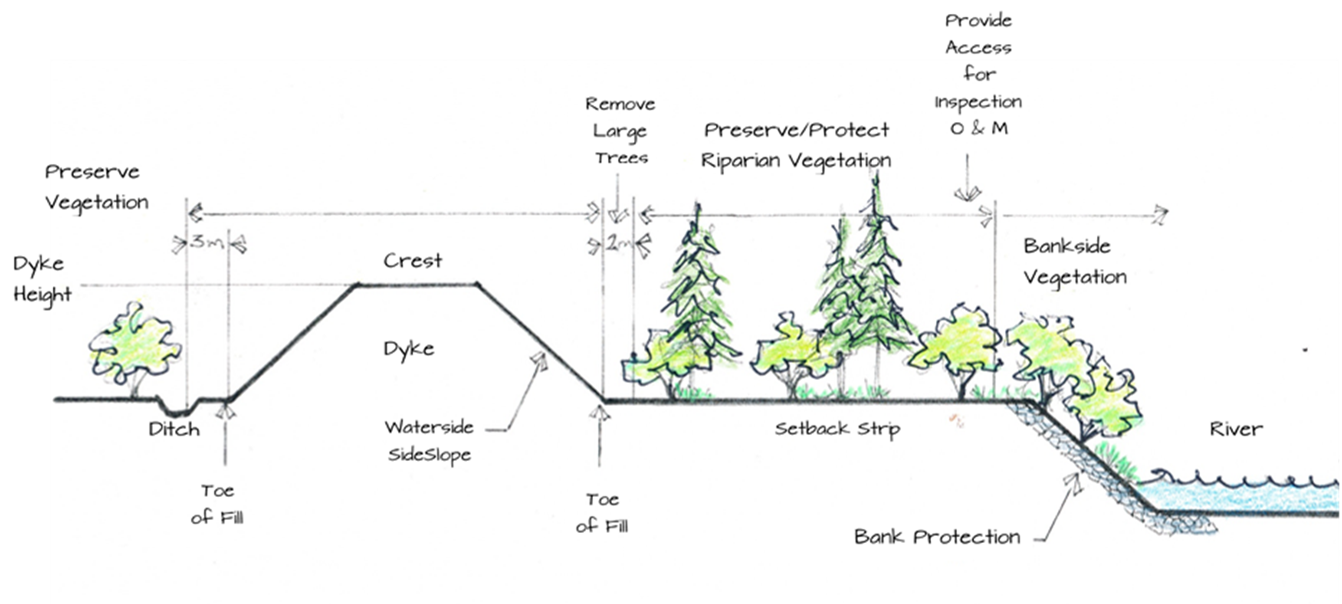 Provide
Access
for
Inspection
O & M
Remove
Large
Trees
Preserve/Protect
Riparian Vegetation
Preserve
Vegetation
3m
2m
Bankside
Vegetation
Dyke
Height
Crest
Dyke
Ditch
Waterside
SideSlope
Setback Strip
River
Toe
of Fill
Toe
of Fill
Bank Protection